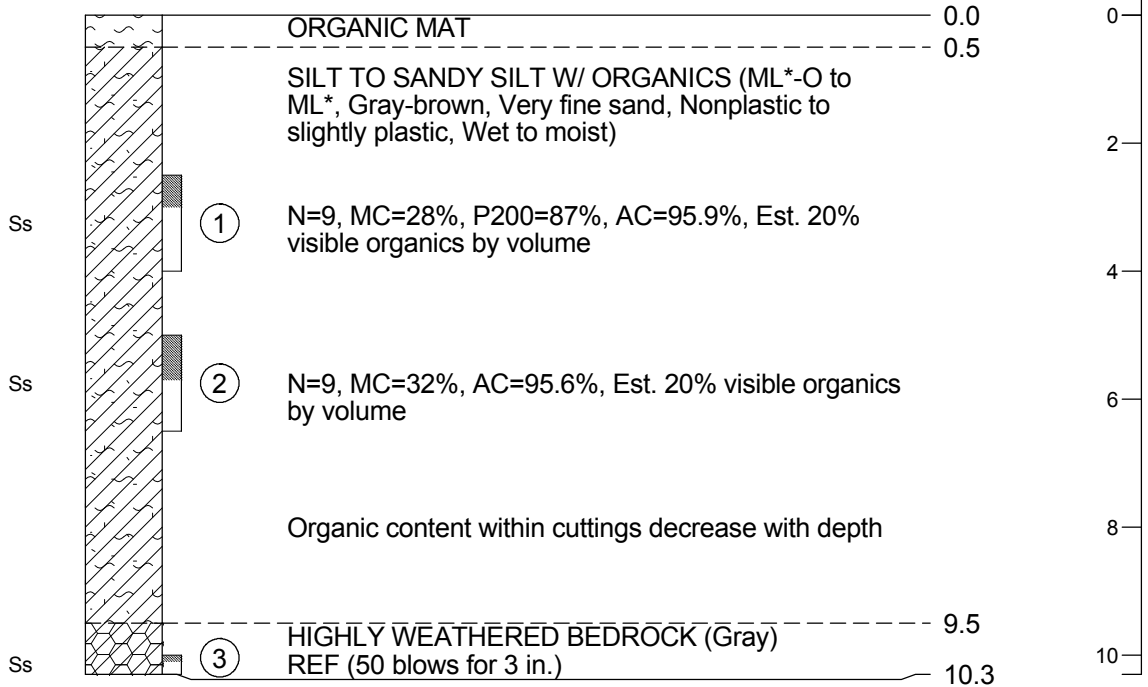 0.0
0
ORGANIC MAT
0.5
SILT TO SANDY SILT W/ ORGANICS (ML*-O to
ML*, Gray-brown, Very fine sand, Nonplastic to
slightly plastic, Wet to moist)
2
Ss
1
N=9, MC=28%, P200=87%, AC=95.9%, Est. 20%
visible organics by volume
4
Ss
2
N=9, MC=32%, AC=95.6%, Est. 20% visible organics
by volume
6
Organic content within cuttings decrease with depth
8
9.5
HIGHLY WEATHERED BEDROCK (Gray)
Ss
3
REF (50 blows for 3 in.)
10
10.3